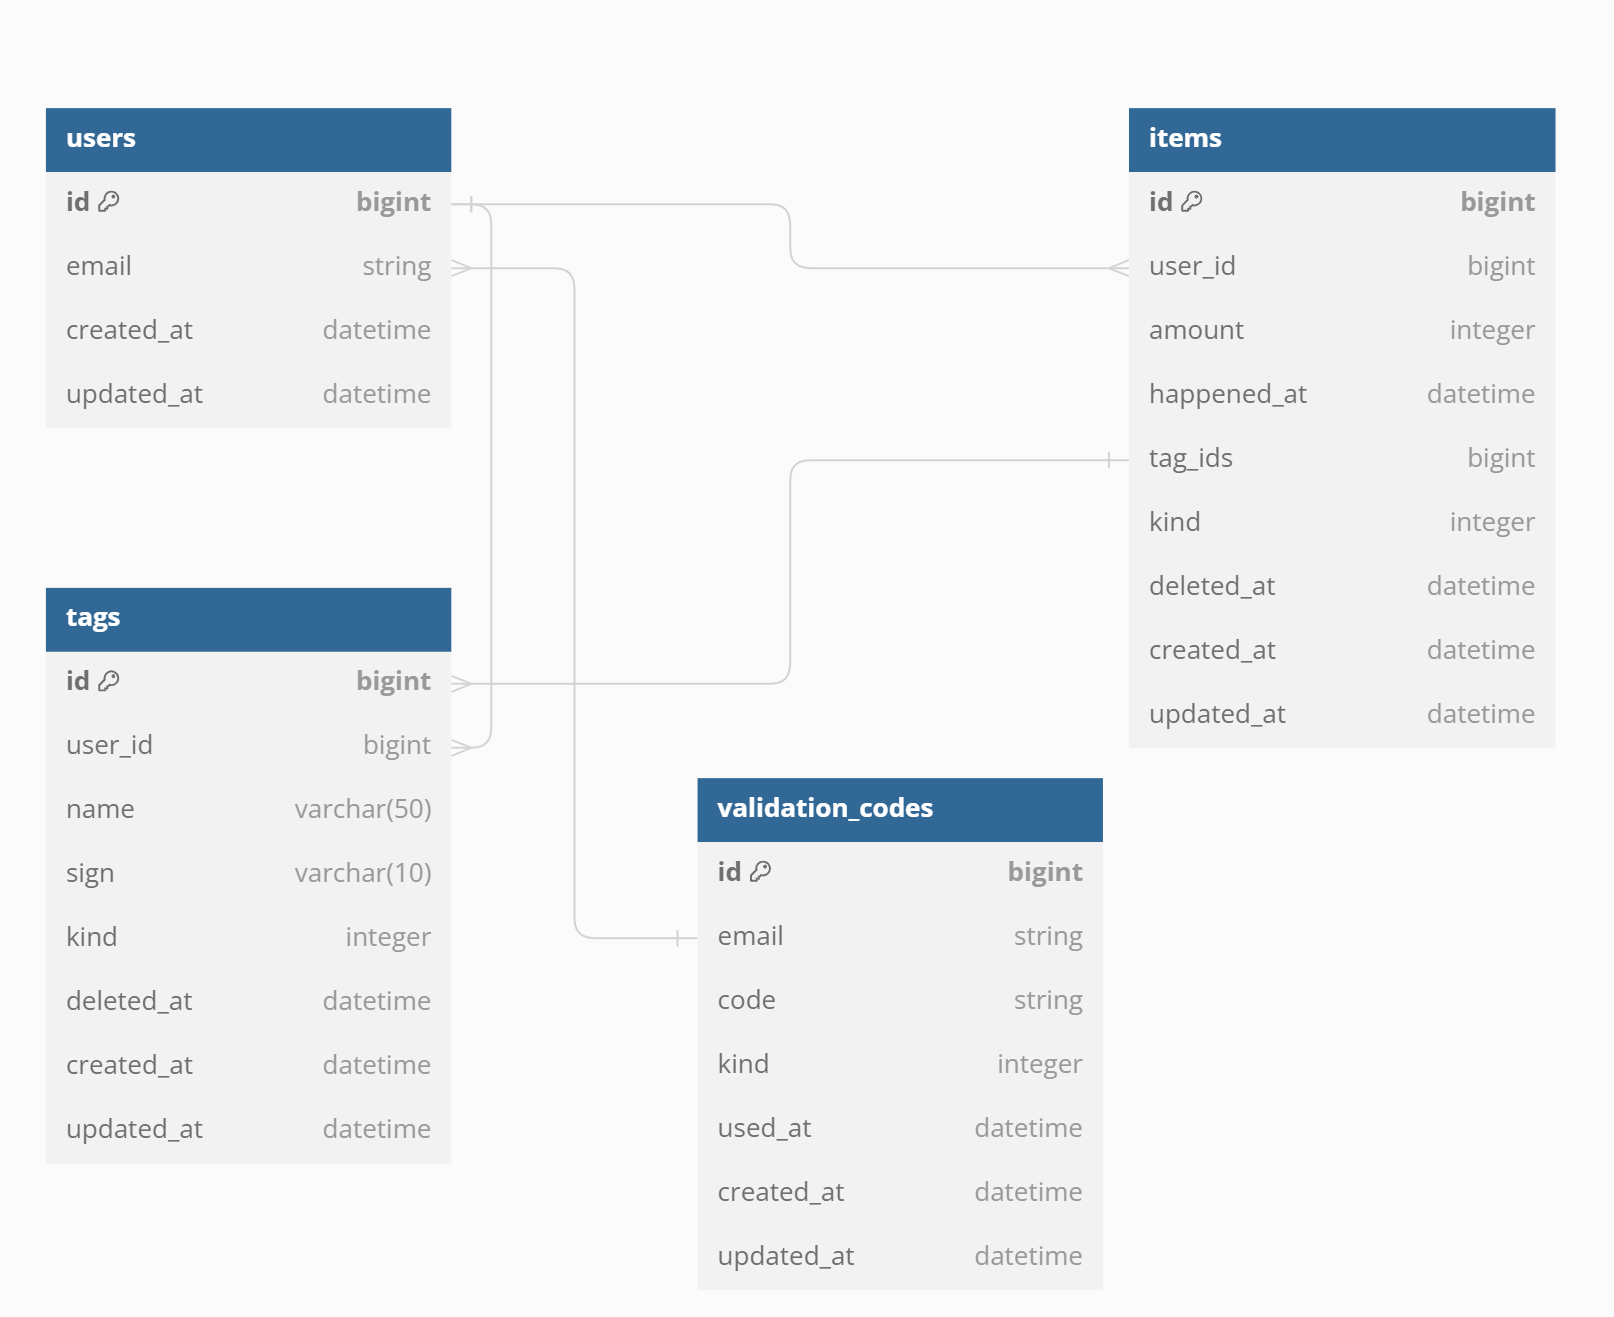 users
id bigint
email string
created_at datetime
updated_at datetime
items
id bigint
user_id bigint
amount integer
happened_at datetime
tag_ids bigint
kind integer
deleted_at datetime
created_at datetime
updated_at datetime
tags
id bigint
user_id bigint
name varchar(50)
sign varchar(10)
kind integer
deleted_at datetime
created_at datetime
updated_at datetime
validation_codes
id bigint
email string
code string
kind integer
used_at datetime
created_at datetime
updated_at datetime